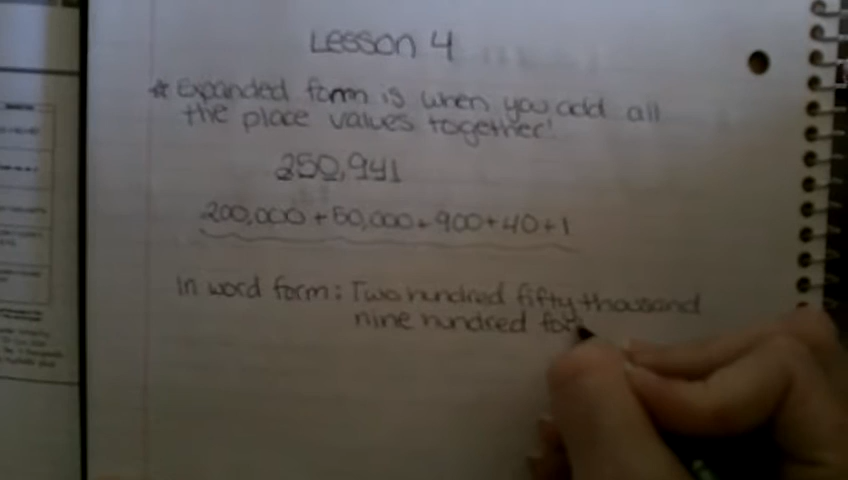 Lesson 4
☆ Expanded form is when you add all
the place values together!
250,941
200,000 + 50,000 + 900 + 40 + 1
In word form: Two hundred fifty thousand
nine hundred for